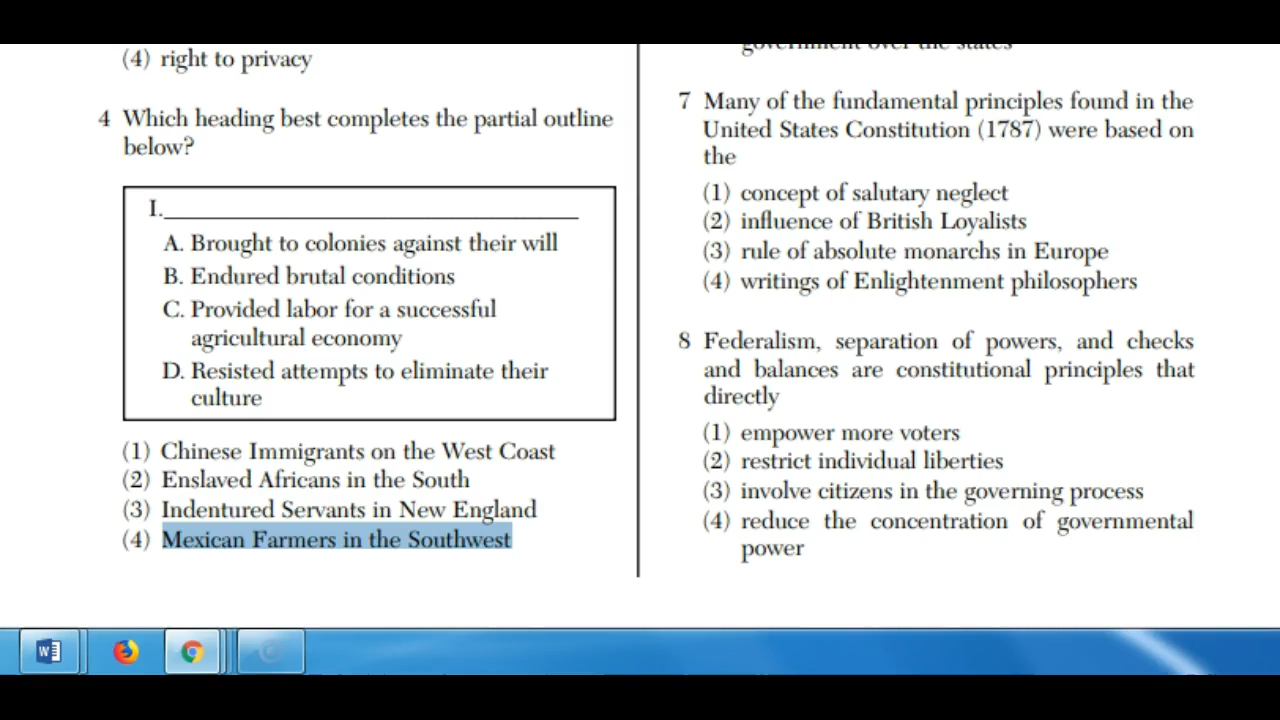 (4) right to privacy
4 Which heading best completes the partial outline
below?
I.
A. Brought to colonies against their will
B. Endured brutal conditions
C. Provided labor for a successful
agricultural economy
D. Resisted attempts to eliminate their
culture
(1) Chinese Immigrants on the West Coast
(2) Enslaved Africans in the South
(3) Indentured Servants in New England
(4) Mexican Farmers in the Southwest
government over the states
7 Many of the fundamental principles found in the
United States Constitution (1787) were based on
the
(1) concept of salutary neglect
(2) influence of British Loyalists
(3) rule of absolute monarchs in Europe
(4) writings of Enlightenment philosophers
8 Federalism, separation of powers, and checks
and balances are constitutional principles that
directly
(1) empower more voters
(2) restrict individual liberties
(3) involve citizens in the governing process
(4) reduce the concentration of governmental
power
W